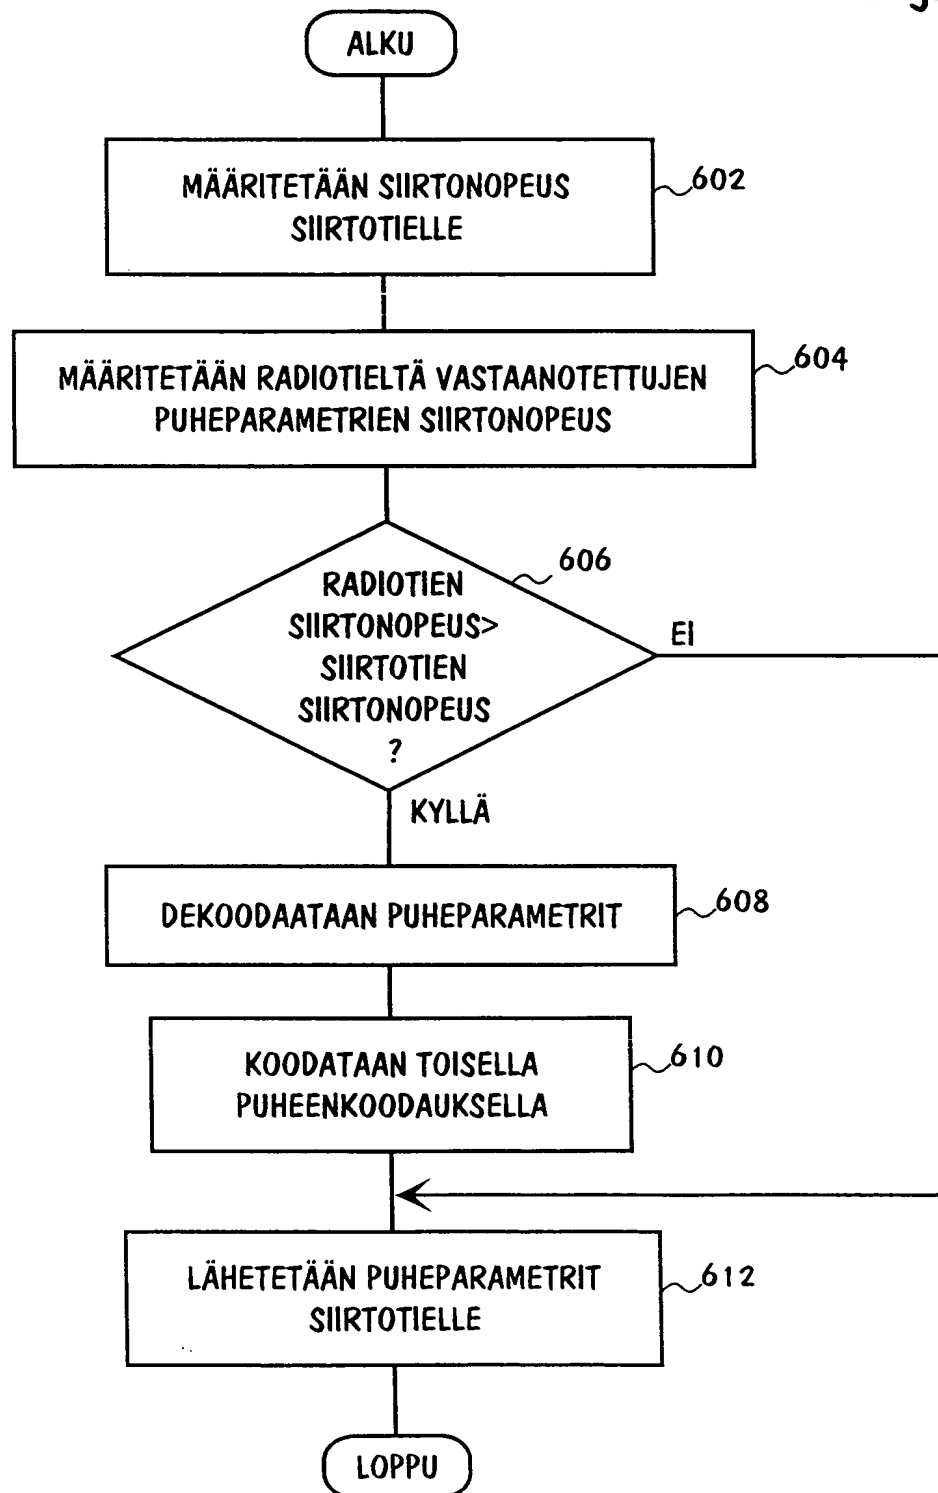 ALKU
MÄÄRITETÄÄN SIIRTONOPEUS
SIIRTOTIELLE
602
MÄÄRITETÄÄN RADIOTIELTÄ VASTAANOTETTUJEN
PUHEPARAMETRIEN SIIRTONOPEUS
604
RADIOTIEN
SIIRTONOPEUS>
SIIRTOTIEN
SIIRTONOPEUS
?
606
EI
KYLLÄ
DEKOODAATAAN PUHEPARAMETRIT
608
KOODATAAN TOISELLA
PUHEENKOODAUKSELLA
610
LÄHETETÄÄN PUHEPARAMETRIT
SIIRTOTIELLE
612
LOPPU